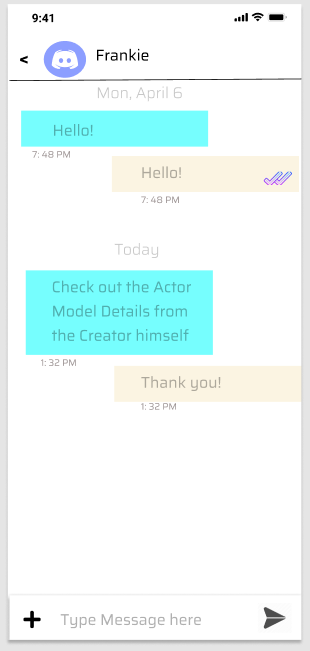 9:41
< Frankie
Mon, April 6
Hello!
7: 48 PM
Hello!
7: 48 PM
Today
Check out the Actor
Model Details from
the Creator himself
1: 32 PM
Thank you!
1: 32 PM
Type Message here